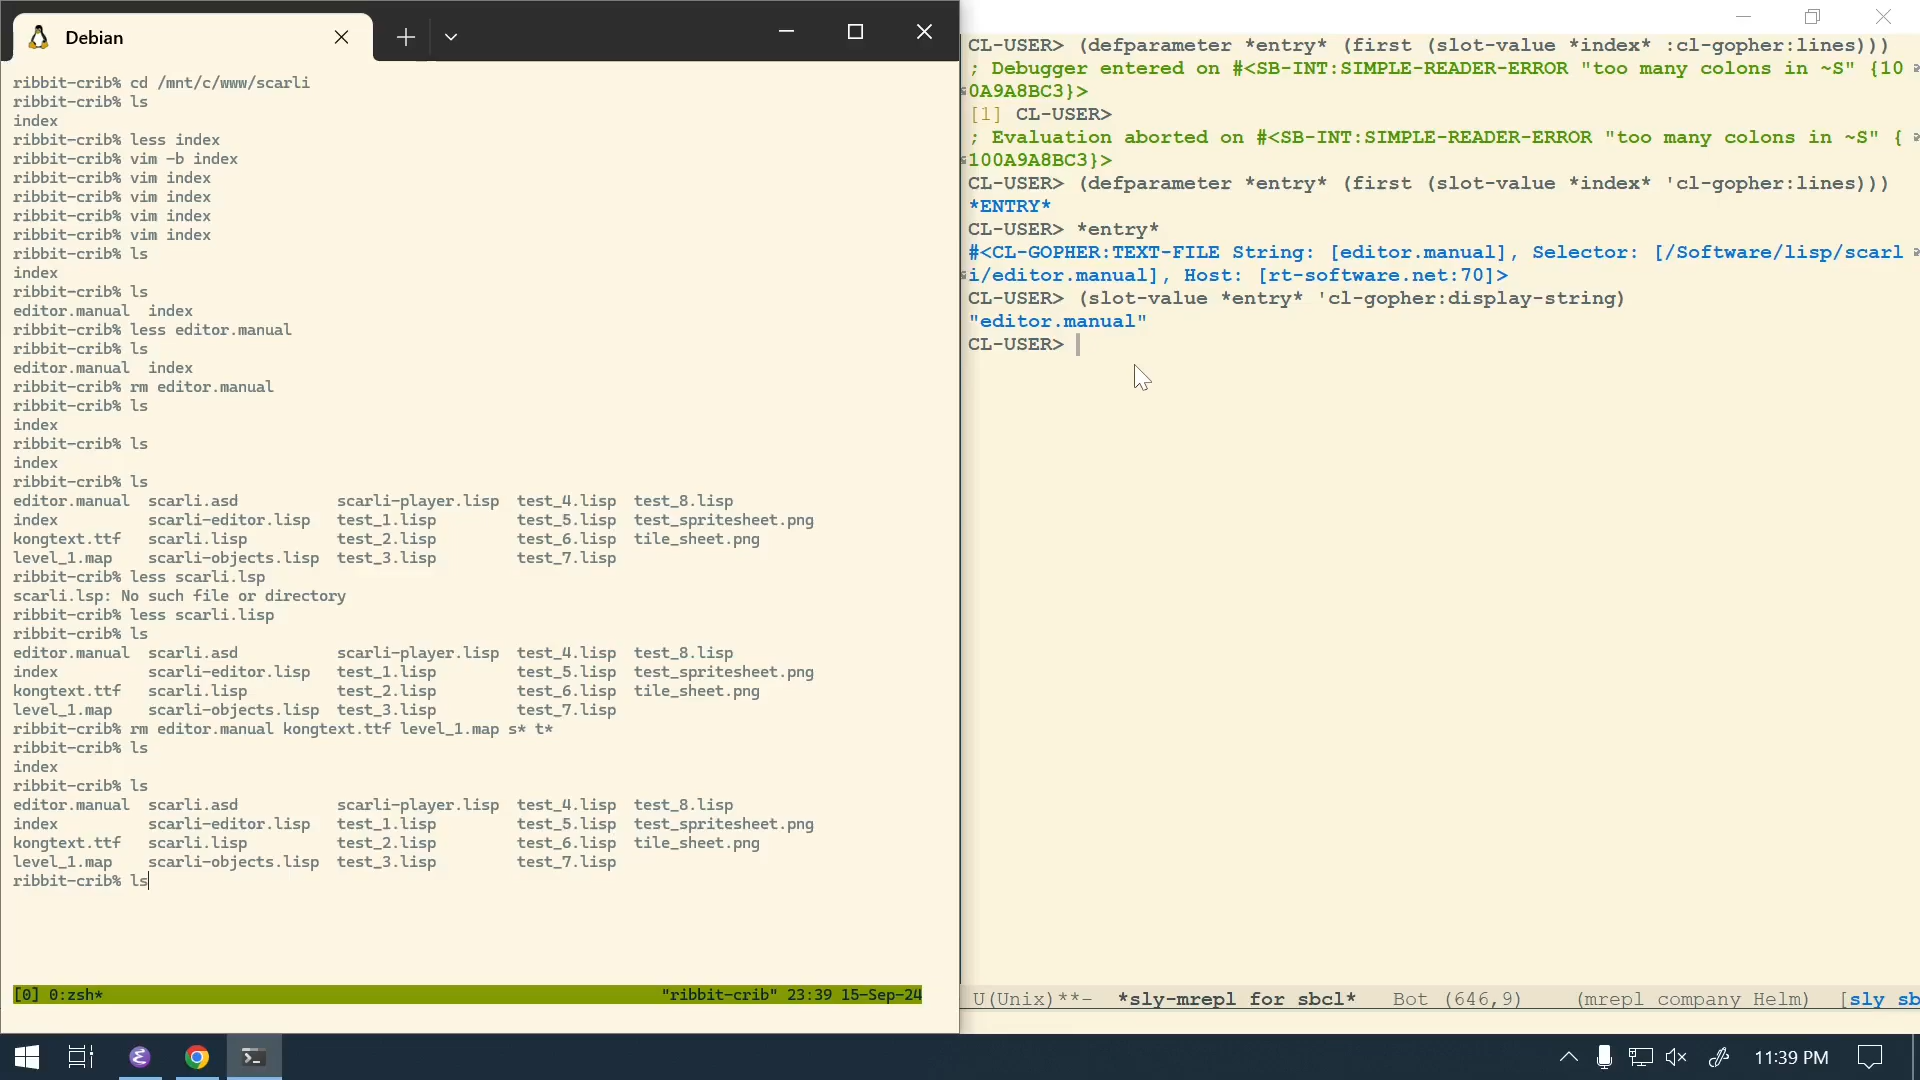 Debian
ribbit-crib% cd /mnt/c/www/scarli
ribbit-crib% ls
index
ribbit-crib% less index
ribbit-crib% vim -b index
ribbit-crib% vim index
ribbit-crib% vim index
ribbit-crib% vim index
ribbit-crib% vim index
ribbit-crib% ls
index
ribbit-crib% ls
editor.manual  index
ribbit-crib% less editor.manual
ribbit-crib% ls
editor.manual  index
ribbit-crib% rm editor.manual
ribbit-crib% ls
index
ribbit-crib% ls
index
ribbit-crib% ls
editor.manual  scarli.asd           scarli-player.lisp  test_4.lisp  test_8.lisp
index          scarli-editor.lisp   test_1.lisp         test_5.lisp  test_spritesheet.png
kongtext.ttf   scarli.lisp          test_2.lisp         test_6.lisp  tile_sheet.png
level_1.map    scarli-objects.lisp  test_3.lisp         test_7.lisp
ribbit-crib% less scarli.lsp
scarli.lsp: No such file or directory
ribbit-crib% less scarli.lisp
ribbit-crib% ls
editor.manual  scarli.asd           scarli-player.lisp  test_4.lisp  test_8.lisp
index          scarli-editor.lisp   test_1.lisp         test_5.lisp  test_spritesheet.png
kongtext.ttf   scarli.lisp          test_2.lisp         test_6.lisp  tile_sheet.png
level_1.map    scarli-objects.lisp  test_3.lisp         test_7.lisp
ribbit-crib% rm editor.manual kongtext.ttf level_1.map s* t*
ribbit-crib% ls
index
ribbit-crib% ls
editor.manual  scarli.asd           scarli-player.lisp  test_4.lisp  test_8.lisp
index          scarli-editor.lisp   test_1.lisp         test_5.lisp  test_spritesheet.png
kongtext.ttf   scarli.lisp          test_2.lisp         test_6.lisp  tile_sheet.png
level_1.map    scarli-objects.lisp  test_3.lisp         test_7.lisp
ribbit-crib% ls
[0] 0:zsh*  "ribbit-crib" 23:39 15-Sep-24
CL-USER> (defparameter *entry* (first (slot-value *index* :cl-gopher:lines)))
; Debugger entered on #<SB-INT:SIMPLE-READER-ERROR "too many colons in ~S" {10
0A9A8BC3}>
[1] CL-USER>
; Evaluation aborted on #<SB-INT:SIMPLE-READER-ERROR "too many colons in ~S" {
100A9A8BC3}>
CL-USER> (defparameter *entry* (first (slot-value *index* 'cl-gopher:lines)))
*ENTRY*
CL-USER> *entry*
#<CL-GOPHER:TEXT-FILE String: [editor.manual], Selector: [/Software/lisp/scarl
i/editor.manual], Host: [rt-software.net:70]>
CL-USER> (slot-value *entry* 'cl-gopher:display-string)
"editor.manual"
CL-USER>
U(Unix)**-  *sly-mrepl for sbcl*   Bot (646,9)    (mrepl company Helm)  [sly sb
11:39 PM